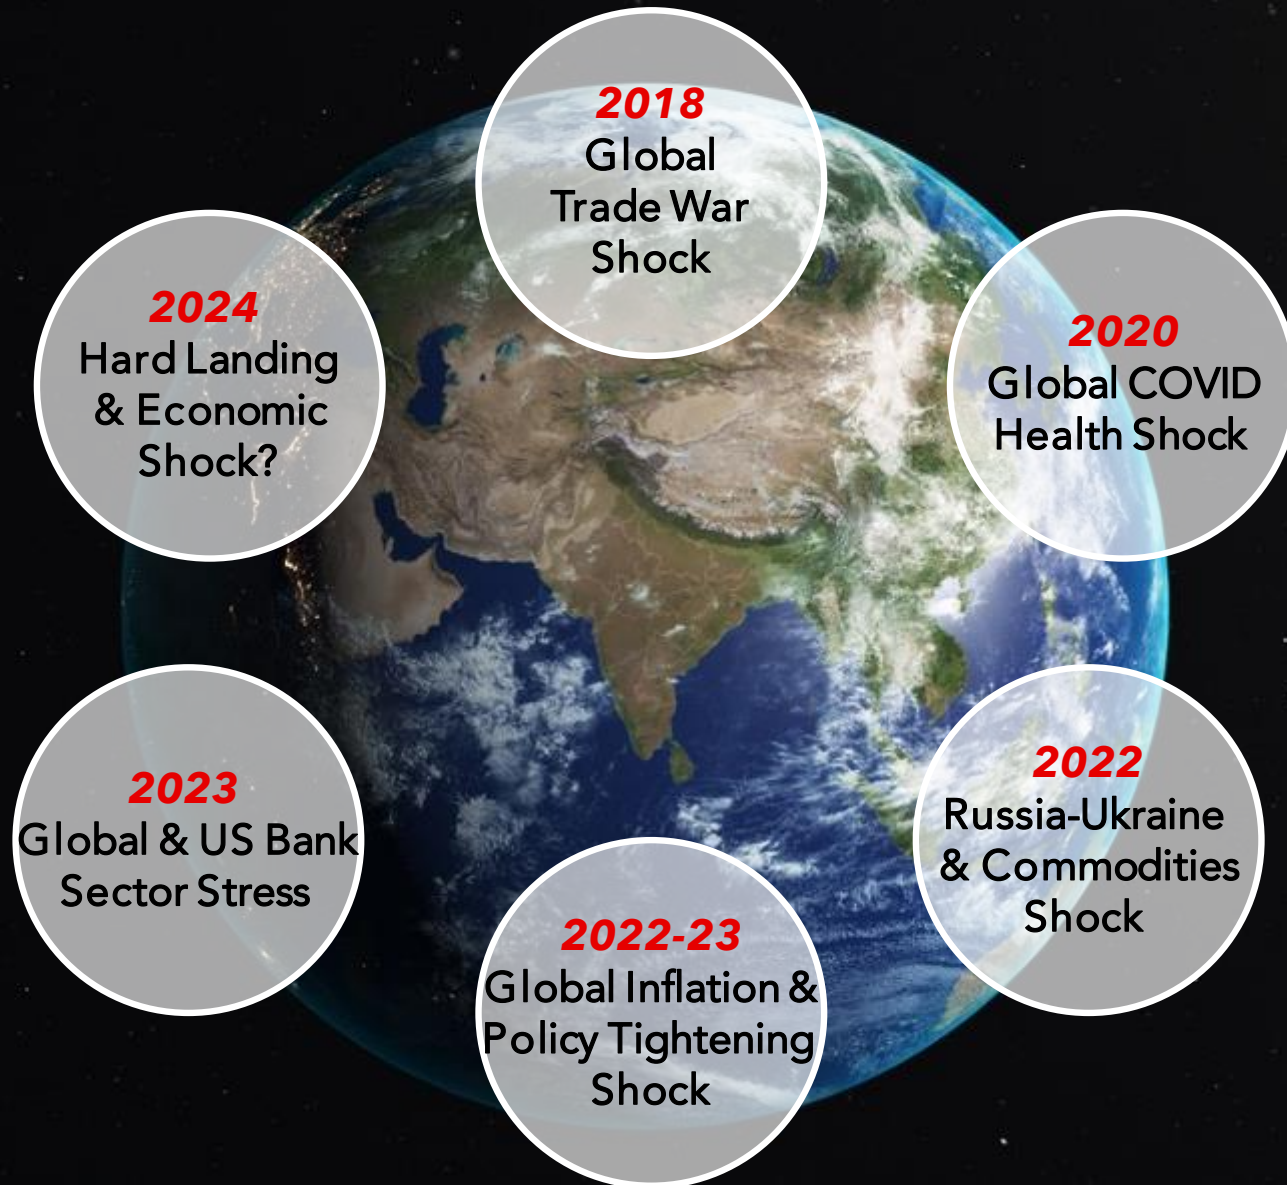 2018
Global
Trade War
Shock
2020
Global COVID
Health Shock
2022
Russia-Ukraine
& Commodities
Shock
2022-23
Global Inflation &
Policy Tightening
Shock
2023
Global & US Bank
Sector Stress
2024
Hard Landing
& Economic
Shock?